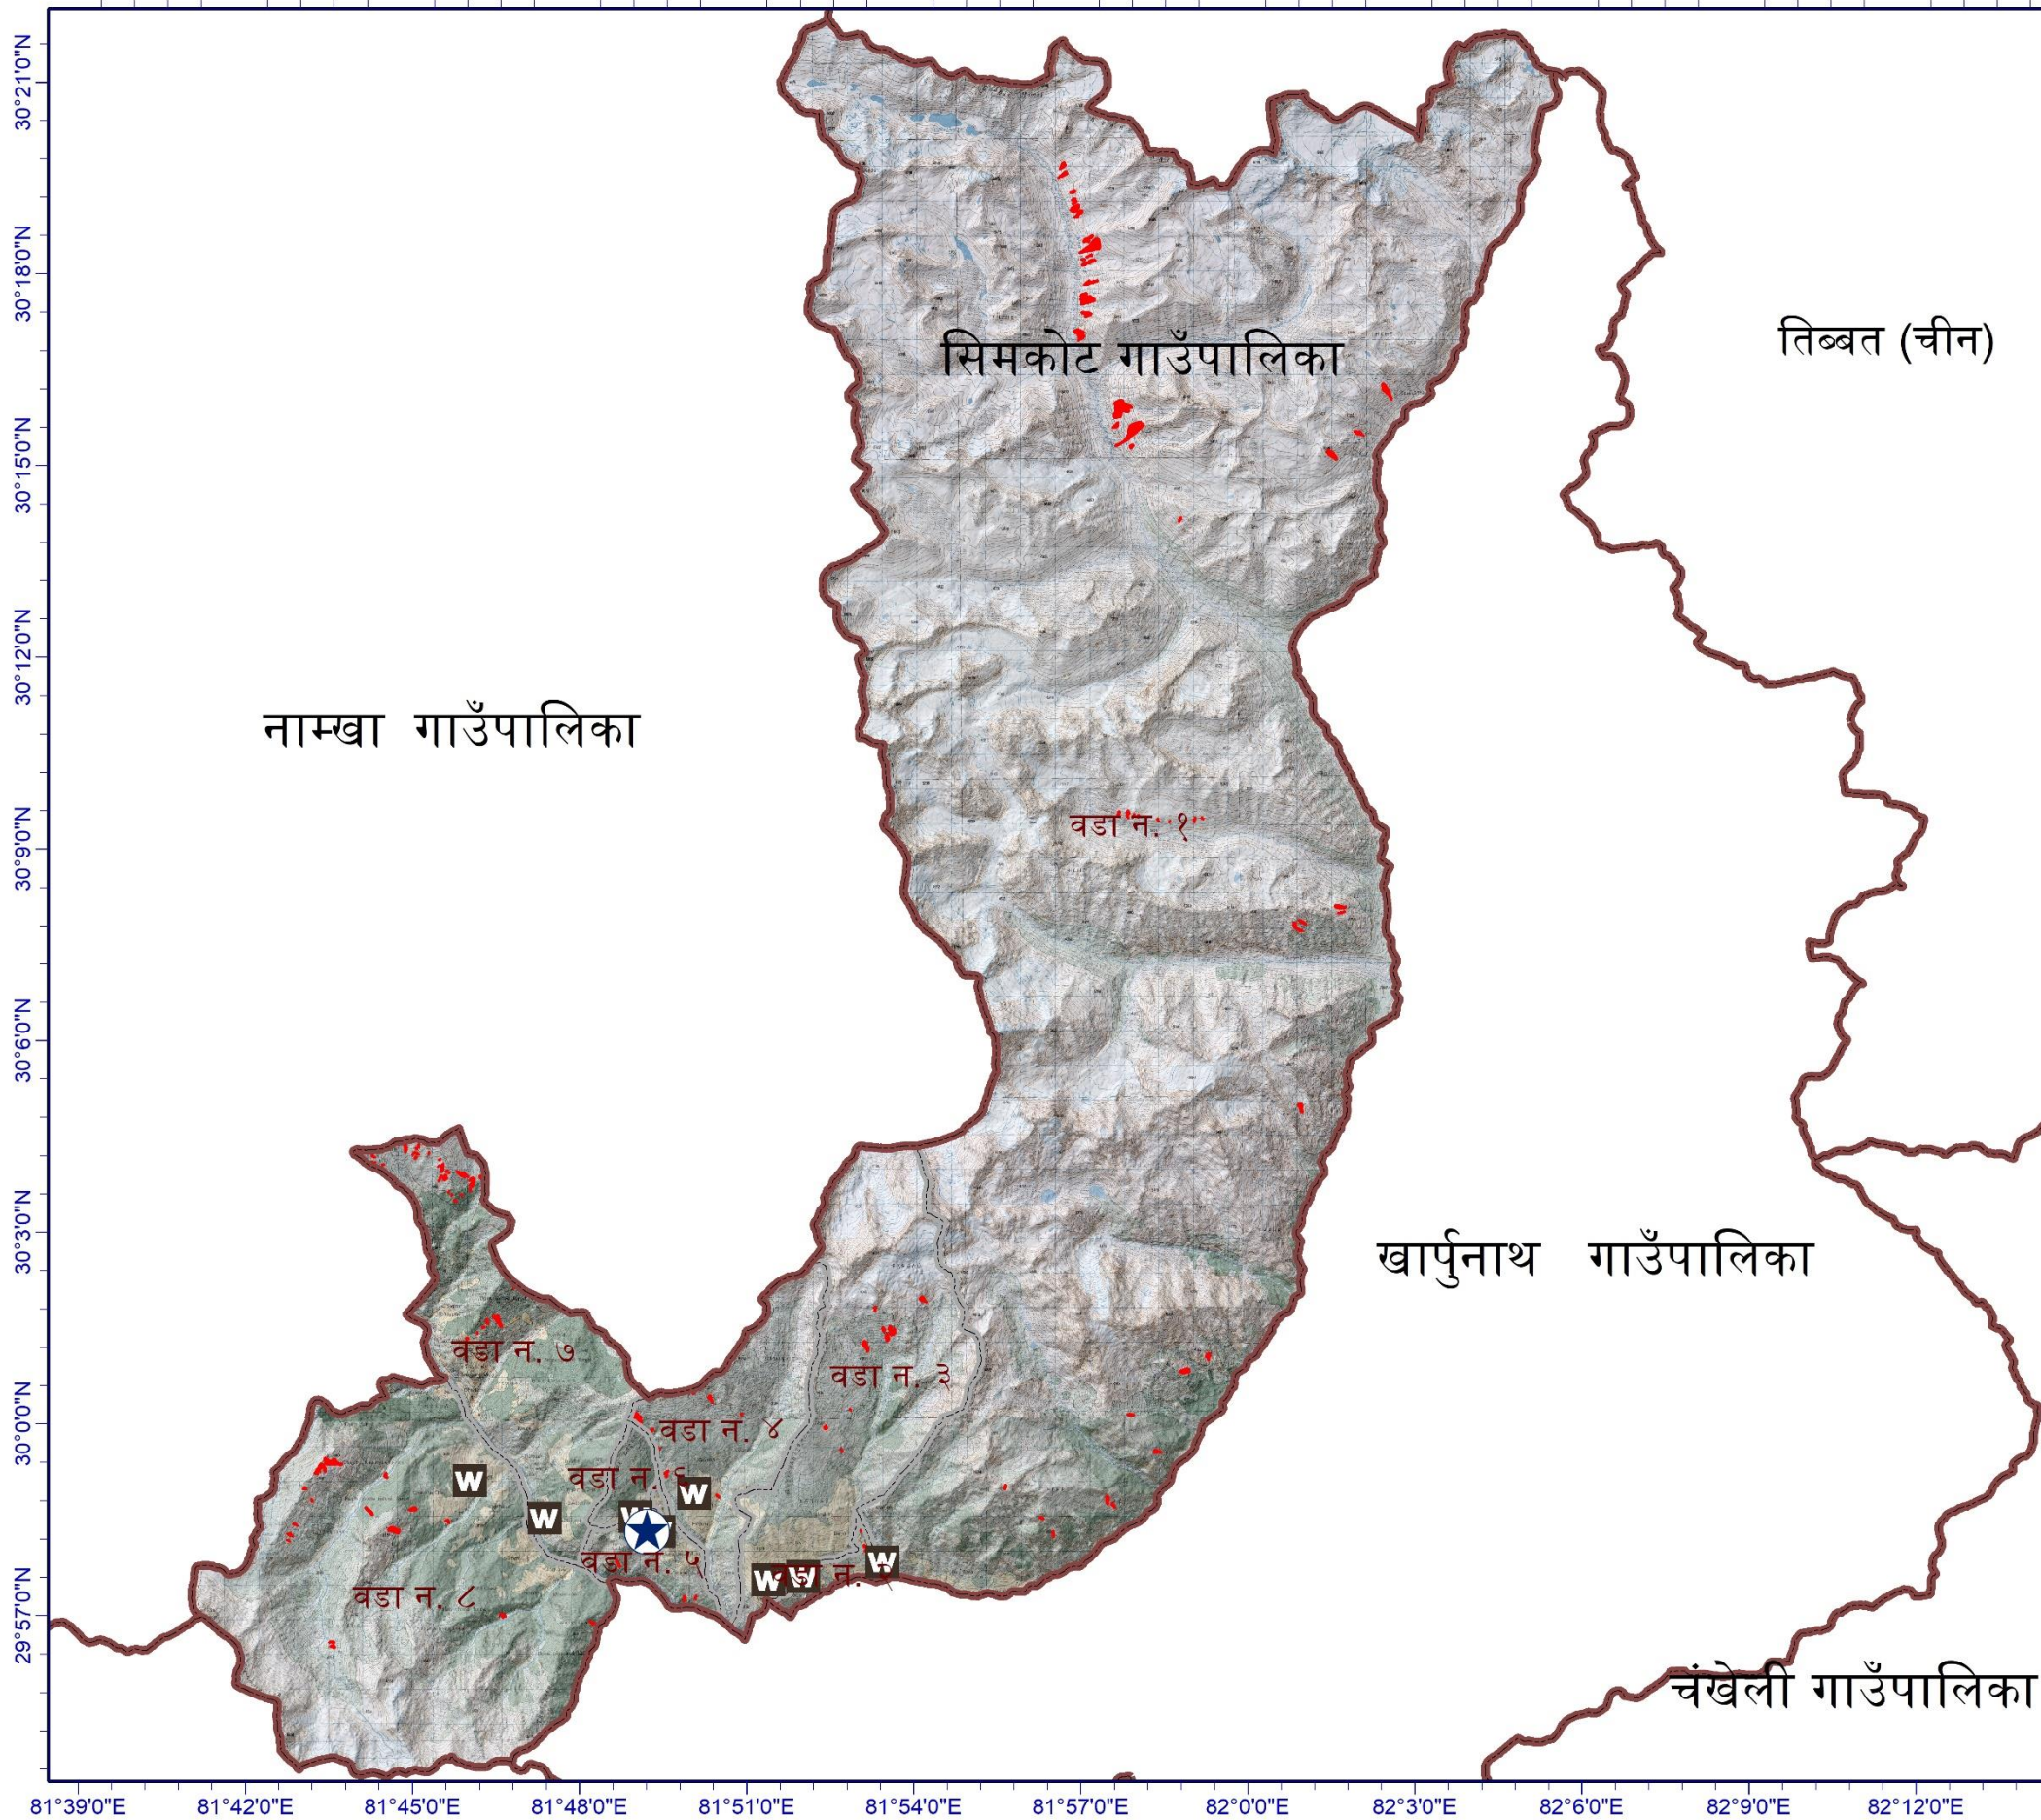 30°21'0"N
30°18'0"N
सिमकोट गाउँपालिका
तिब्बत (चीन)
30°15'0"N
30°12'0"N
नाम्खा गाउँपालिका
वडा न. १
30°9'0"N
30°6'0"N
30°3'0"N
खार्पुनाथ गाउँपालिका
वडा न. ७
वडा न. ३
30°0'0"N
वडा न. ४
वडा न. ६
W
W
W
W
वडा न. ५
W
W
W
वडा न. २
वडा न. ८
29°57'0"N
चंखेली गाउँपालिका
81°39'0"E 81°42'0"E 81°45'0"E 81°48'0"E 81°51'0"E 81°54'0"E 81°57'0"E 82°0'0"E 82°3'0"E 82°6'0"E 82°9'0"E 82°12'0"E